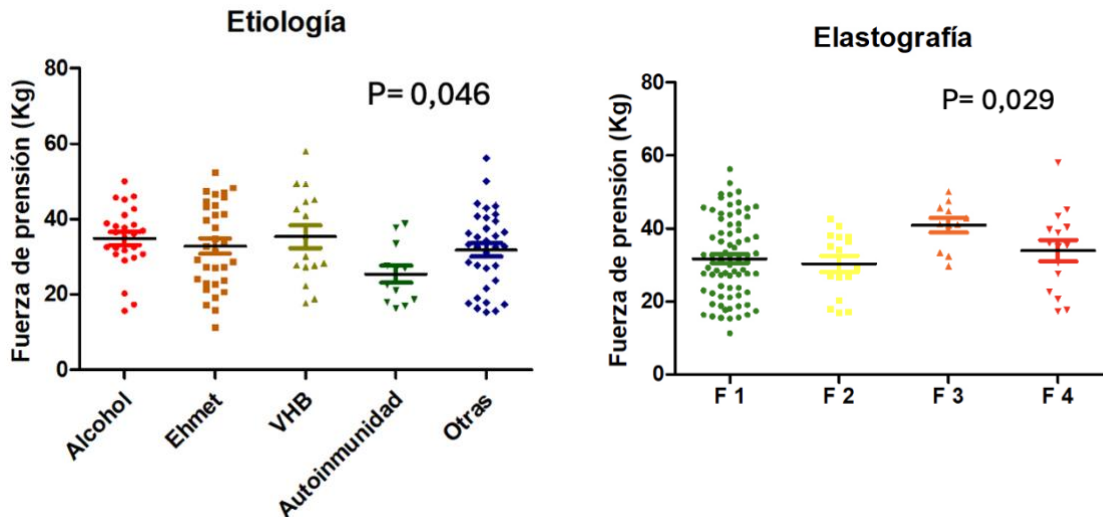 Etiología
P= 0,046
Fuerza de prensión (Kg)
80
60
40
20
0
Alcohol
Ehmet
VHB
Autoinmunidad
Otras
Elastografía
P= 0,029
Fuerza de prensión (Kg)
80
60
40
20
0
F 1
F 2
F 3
F 4